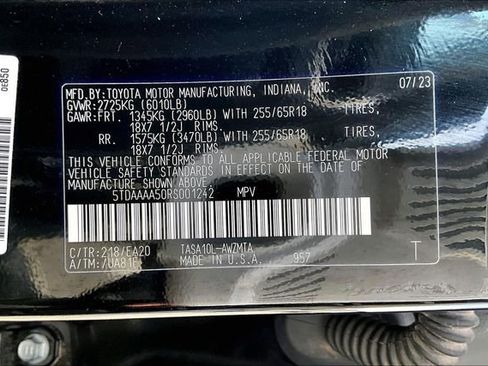 0E850
MFD.BY:TOYOTA MOTOR MANUFACTURING, INDIANA, INC. 07/23
GVWR:2725KG (6010LB)
GAWR:FRT. 1345KG (2960LB) WITH 255/65R18 TIRES,
18X7 1/2J RIMS
RR. 1575KG (3470LB) WITH 255/65R18 TIRES,
18X7 1/2J RIMS
THIS VEHICLE CONFORMS TO ALL APPLICABLE FEDERAL MOTOR
VEHICLE SAFETY STANDARDS IN EFFECT ON THE DATE OF
MANUFACTURE SHOWN ABOVE.
5TDAAAA50RS001242 MPV
C/TR:218/EA20 TASA10L-AWZMTA
A/TM: MADE IN U.S.A. 957 T